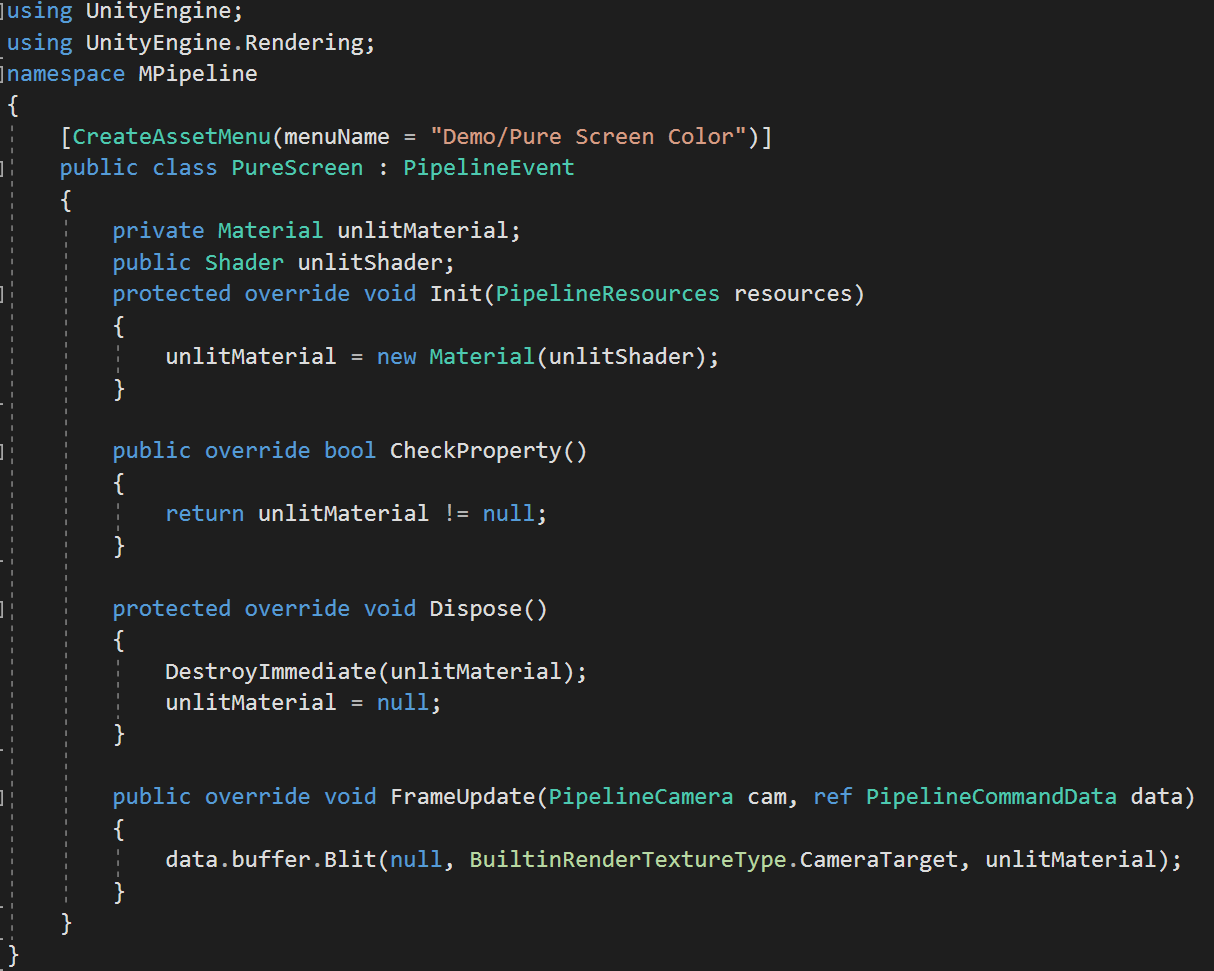 using UnityEngine;
using UnityEngine.Rendering;
namespace MPipeline
{
    [CreateAssetMenu(menuName = "Demo/Pure Screen Color")]
    public class PureScreen : PipelineEvent
    {
        private Material unlitMaterial;
        public Shader unlitShader;
        protected override void Init(PipelineResources resources)
        {
            unlitMaterial = new Material(unlitShader);
        }

        public override bool CheckProperty()
        {
            return unlitMaterial != null;
        }

        protected override void Dispose()
        {
            DestroyImmediate(unlitMaterial);
            unlitMaterial = null;
        }

        public override void FrameUpdate(PipelineCamera cam, ref PipelineCommandData data)
        {
            data.buffer.Blit(null, BuiltinRenderTextureType.CameraTarget, unlitMaterial);
        }
    }
}